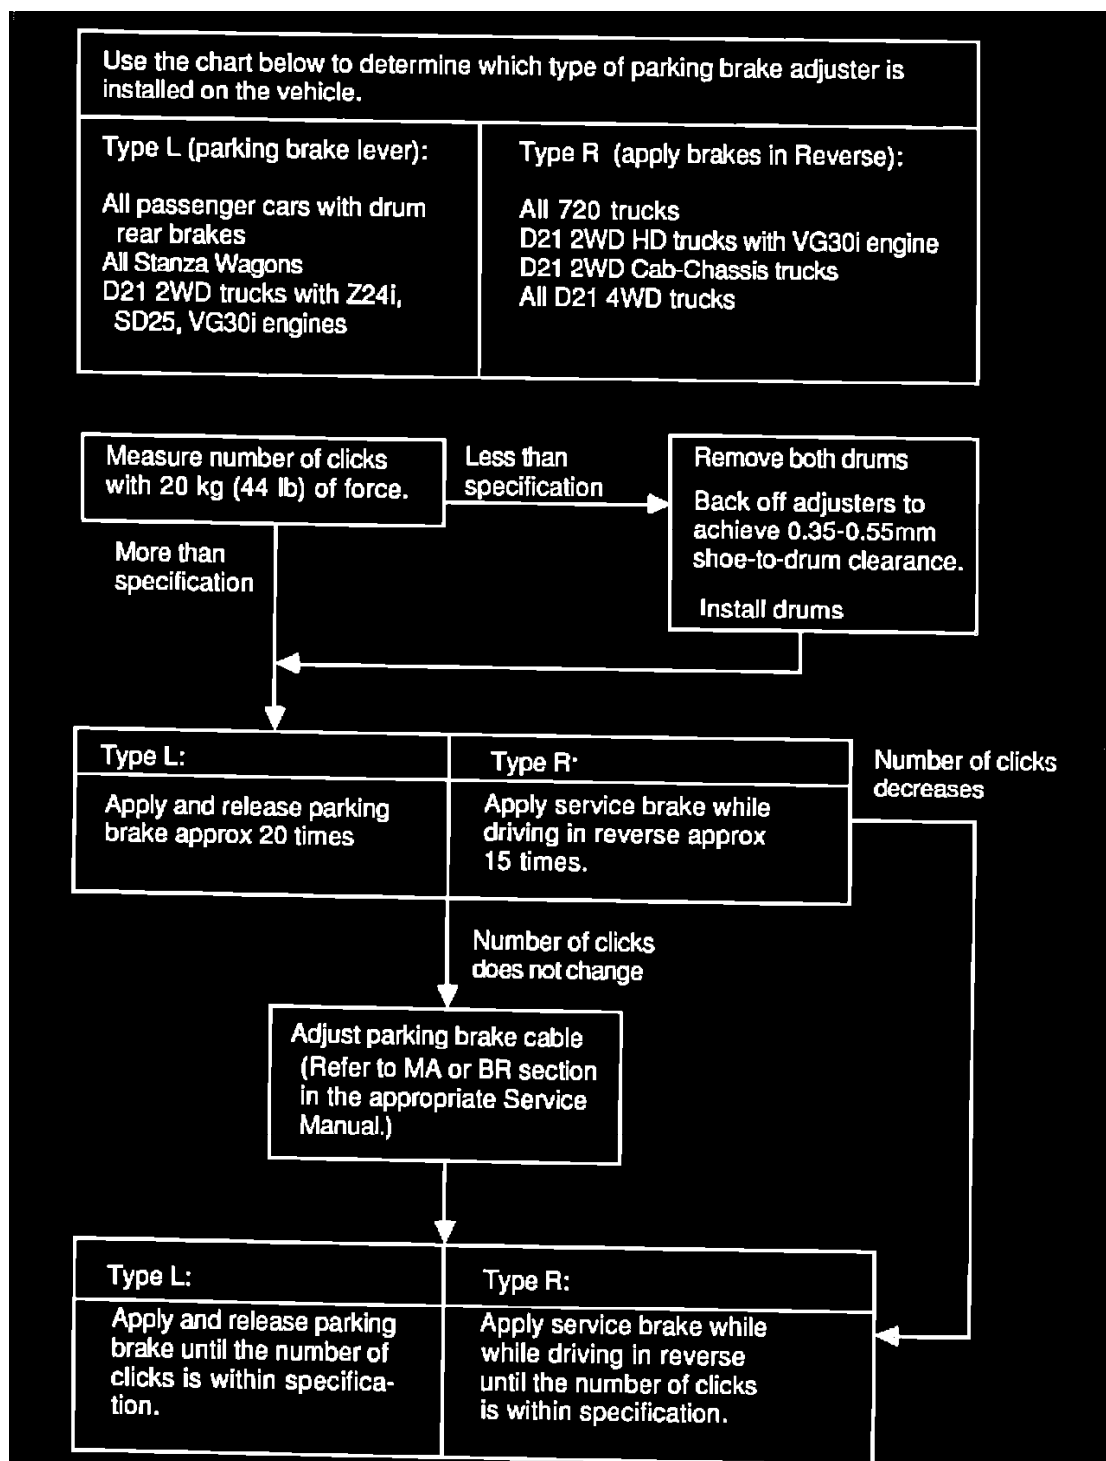 Use the chart below to determine which type of parking brake adjuster is
installed on the vehicle.
Type L (parking brake lever):
All passenger cars with drum
rear brakes
All Stanza Wagons
D21 2WD trucks with Z24i,
SD25, VG30i engines
Type R (apply brakes in Reverse):
All 720 trucks
D21 2WD HD trucks with VG30i engine
D21 2WD Cab-Chassis trucks
All D21 4WD trucks
Measure number of clicks
with 20 kg (44 lb) of force.
Less than
specification
Remove both drums
Back off adjusters to
achieve 0.35-0.55mm
shoe-to-drum clearance.
Install drums
More than
specification
Type L:
Apply and release parking
brake approx 20 times
Type R·
Apply service brake while
driving in reverse approx
15 times.
Number of clicks
decreases
Number of clicks
does not change
Adjust parking brake cable
(Refer to MA or BR section
in the appropriate Service
Manual.)
Type L:
Apply and release parking
brake until the number of
clicks is within specifica-
tion.
Type R:
Apply service brake while
while driving in reverse
until the number of clicks
is within specification.